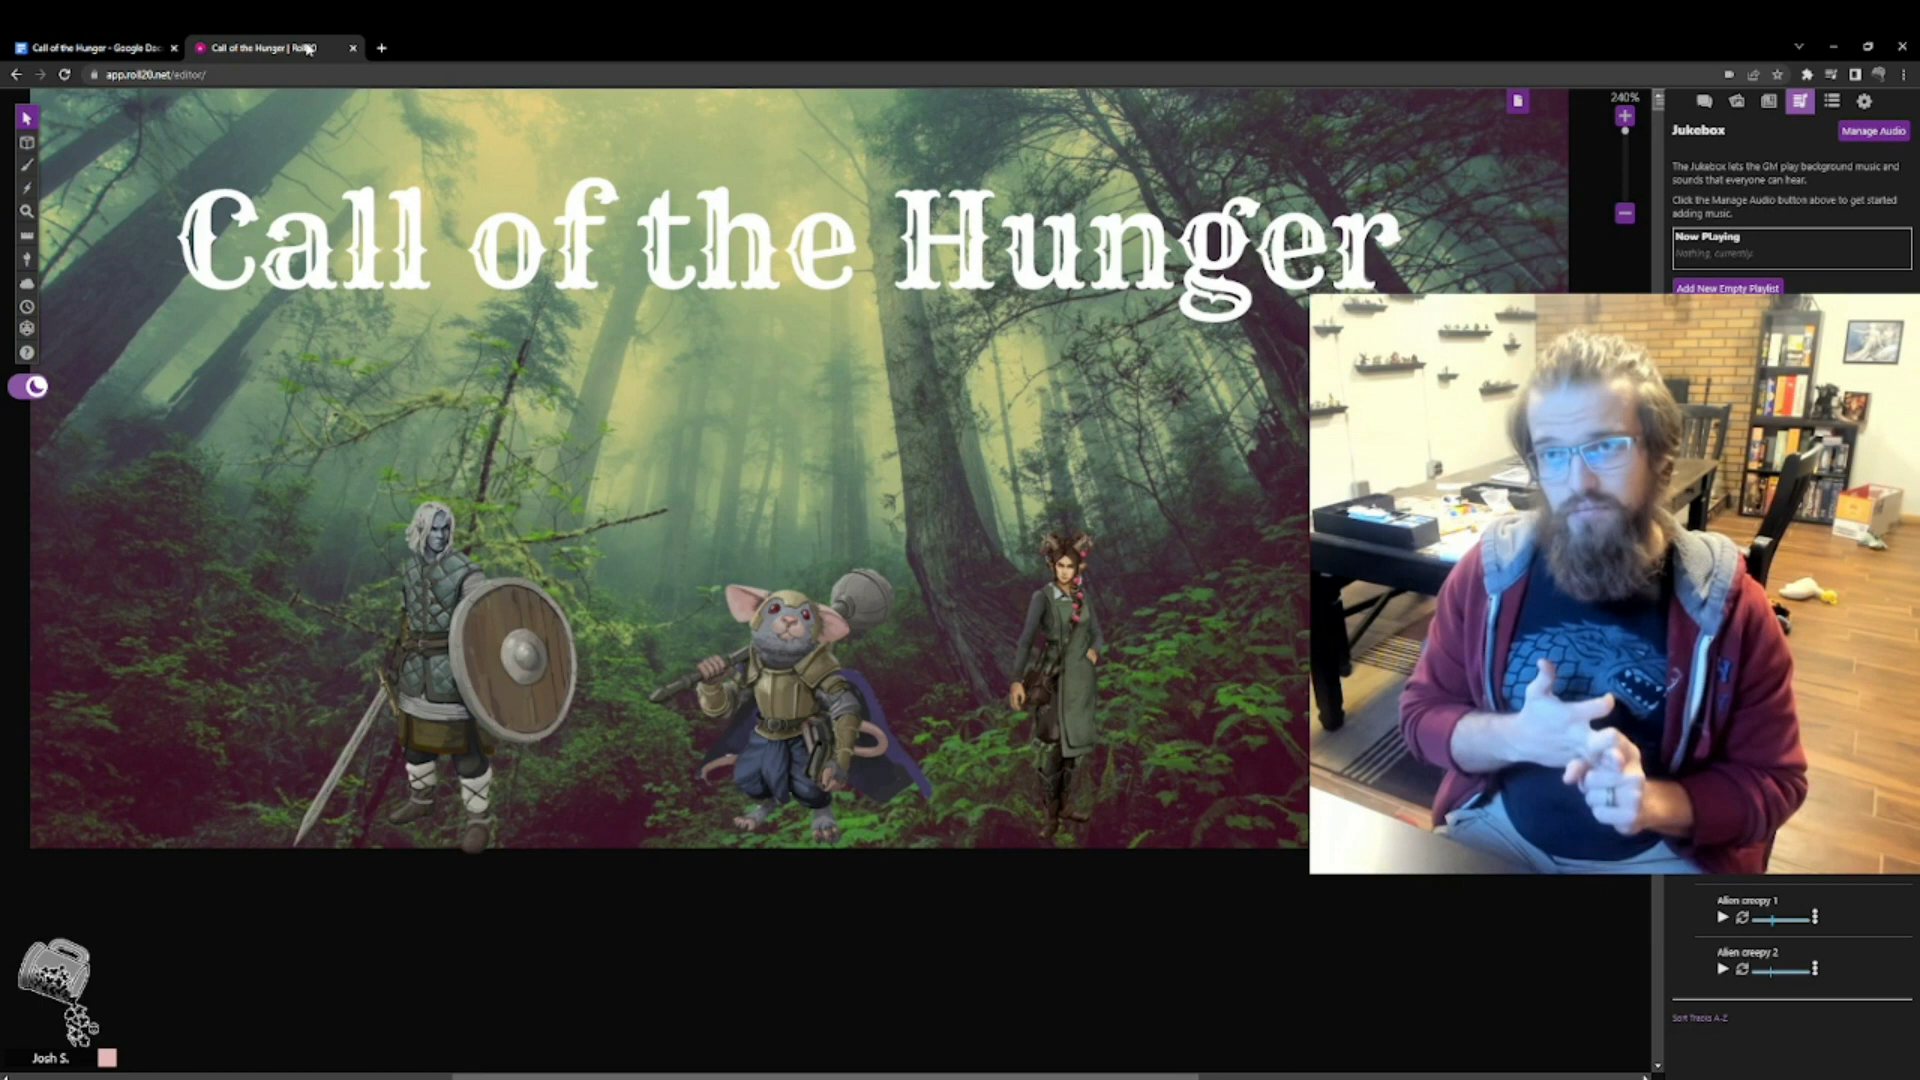 Call of the Hunger - Google Doc
Call of the Hunger | Roll20
app.roll20.net/editor/
240%
Jukebox
Manage Audio
The Jukebox lets the GM play background music and
sounds that everyone can hear.
Click the Manage Audio button above to get started
adding music.
Now Playing
Nothing, currently.
Add New Empty Playlist
Call of the Hunger
Alien creepy 1
Alien creepy 2
Sort Tracks A-Z
Josh S.